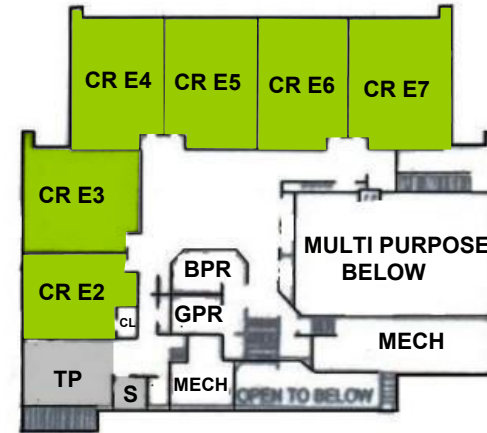 CR E4
CR E5
CR E6
CR E7
CR E3
MULTI PURPOSE
BELOW
BPR
CR E2
GPR
CL
MECH
TP
S
MECH
OPEN TO BELOW